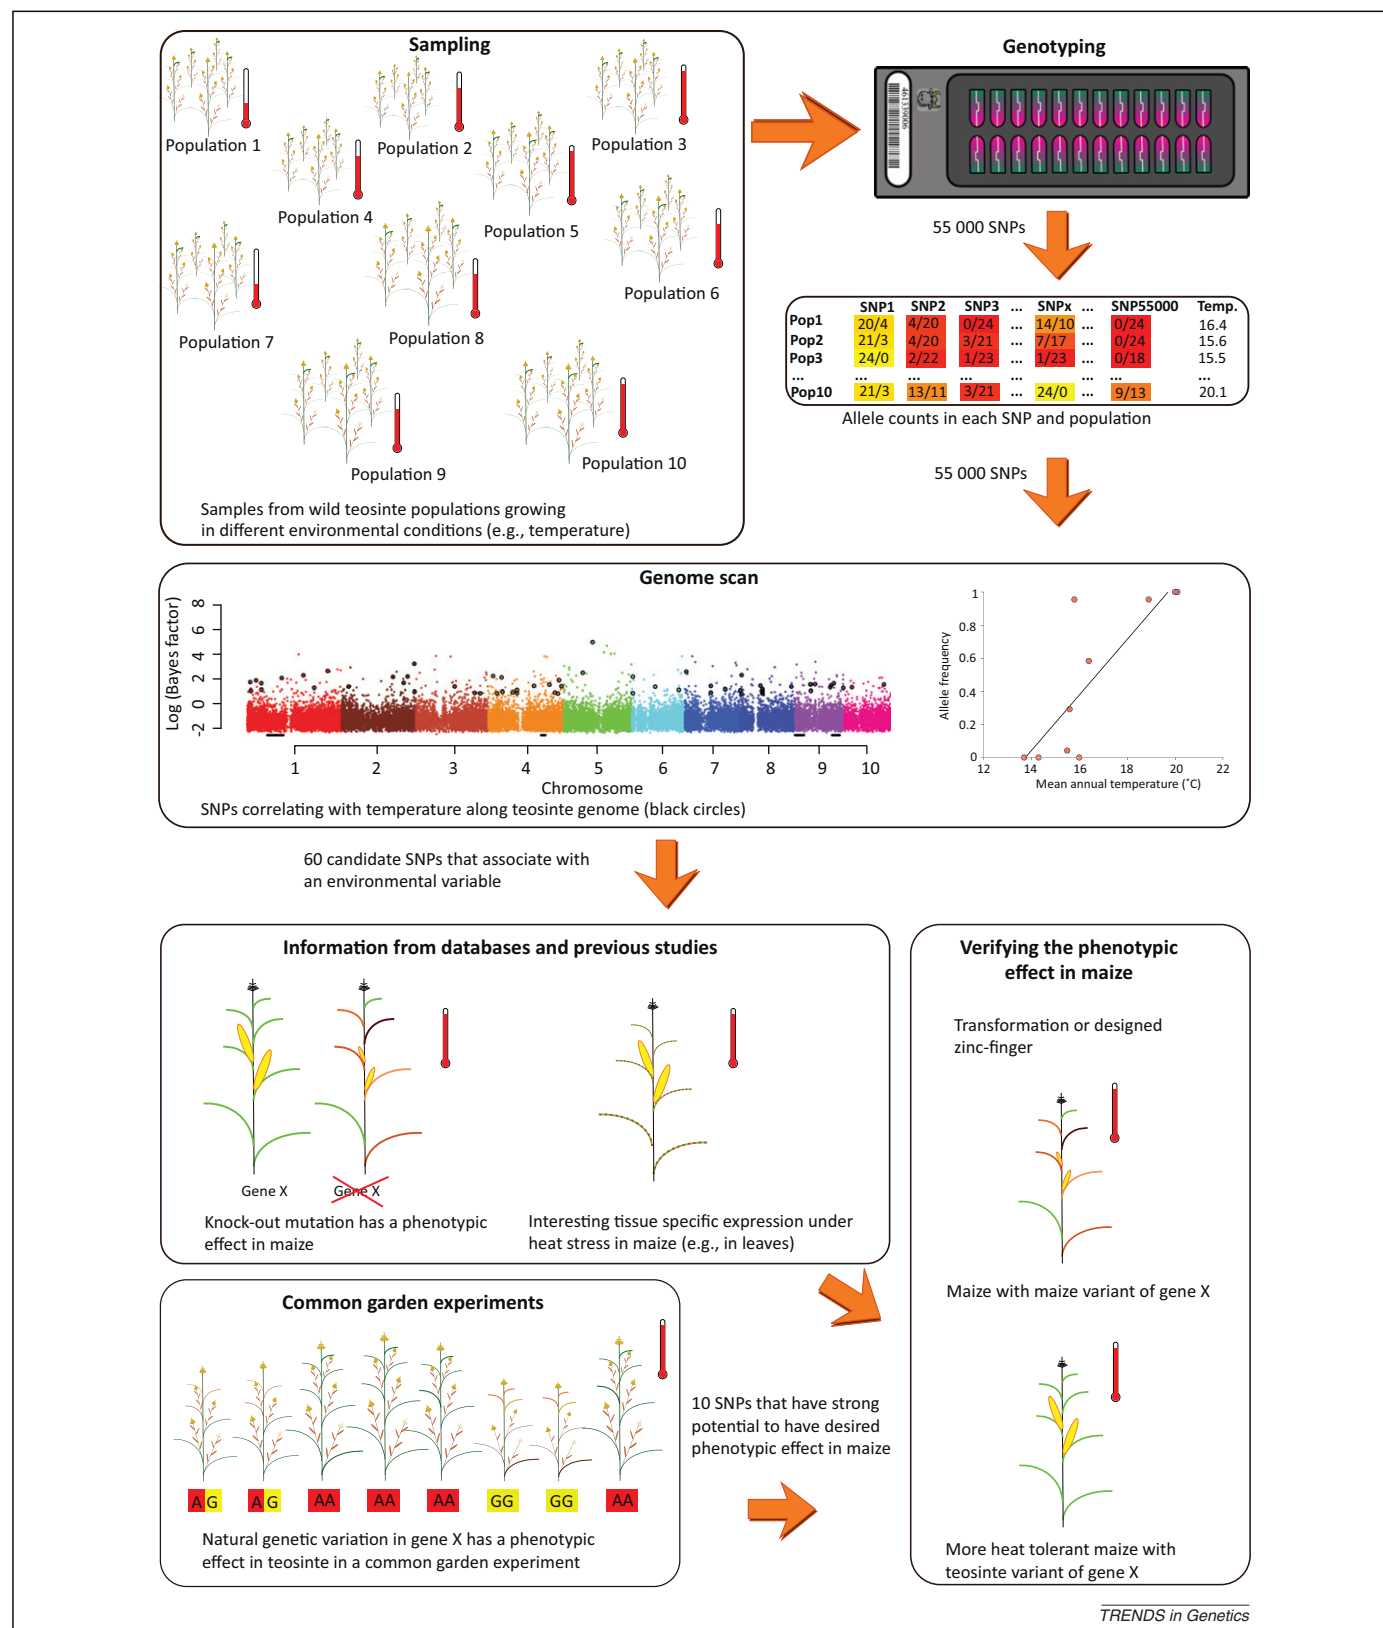 Sampling
Population 1
Population 2
Population 3
Population 4
Population 5
Population 6
Population 7
Population 8
Population 9
Population 10
Samples from wild teosinte populations growing
in different environmental conditions (e.g., temperature)
Genotyping
461339006
55 000 SNPs
SNP1 SNP2 SNP3 ... SNPx ... SNP55000 Temp.
Pop1 20/4 4/20 0/24 ... 14/10 ... 0/24 16.4
Pop2 21/3 4/20 3/21 ... 7/17 ... 0/24 15.6
Pop3 24/0 2/22 1/23 ... 1/23 ... 0/18 15.5
... ... ... ... ... ... ...
Pop10 21/3 13/11 3/21 ... 24/0 ... 9/13 20.1
Allele counts in each SNP and population
55 000 SNPs
Genome scan
Log (Bayes factor)
8
6
4
2
0
-2
1 2 3 4 5 6 7 8 9 10
Chromosome
SNPs correlating with temperature along teosinte genome (black circles)
Allele frequency
1
0.8
0.6
0.4
0.2
0
12 14 16 18 20 22
Mean annual temperature (˚C)
60 candidate SNPs that associate with
an environmental variable
Information from databases and previous studies
Gene X
Gene X
Knock-out mutation has a phenotypic
effect in maize
Interesting tissue specific expression under
heat stress in maize (e.g., in leaves)
Common garden experiments
AG AG AA AA AA GG GG AA
Natural genetic variation in gene X has a phenotypic
effect in teosinte in a common garden experiment
10 SNPs that have strong
potential to have desired
phenotypic effect in maize
Verifying the phenotypic
effect in maize
Transformation or designed
zinc-finger
Maize with maize variant of gene X
More heat tolerant maize with
teosinte variant of gene X
TRENDS in Genetics